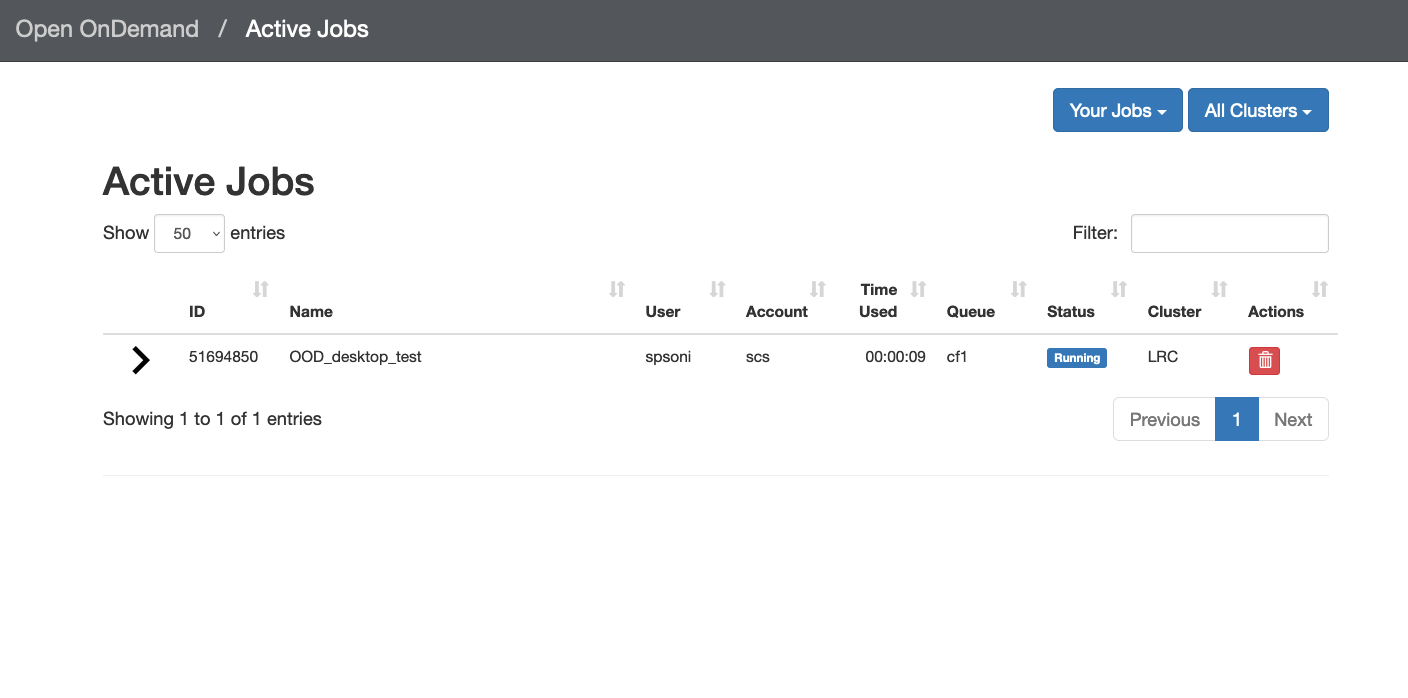 Open OnDemand / Active Jobs
Your Jobs All Clusters
Active Jobs
Show 50 entries Filter:
ID Name User Account Time Used Queue Status Cluster Actions
51694850 OOD_desktop_test spsoni scs 00:00:09 cf1 Running LRC
Showing 1 to 1 of 1 entries Previous 1 Next